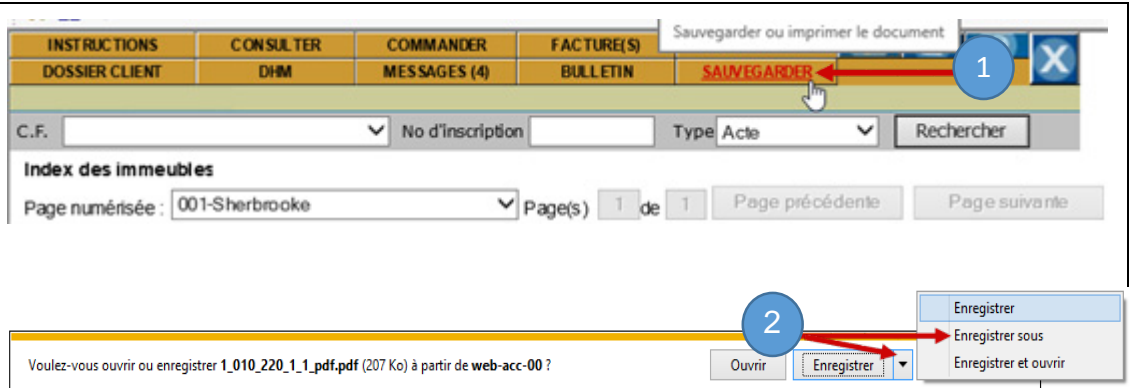 Sauvegarder ou imprimer le document
INSTRUCTIONS CONSULTER COMMANDER FACTURE(S)
DOSSIER CLIENT DHM MESSAGES (4) BULLETIN SAUVEGARDER 1 X
C.F. No d'inscription Type Acte Rechercher
Index des immeubles
Page numérisée : 001-Sherbrooke Page(s) 1 de 1 Page précédente Page suivante
Enregistrer
2 Enregistrer sous
Voulez-vous ouvrir ou enregistrer 1_010_220_1_1_pdf.pdf (207 Ko) à partir de web-acc-00 ? Ouvrir Enregistrer Enregistrer et ouvrir